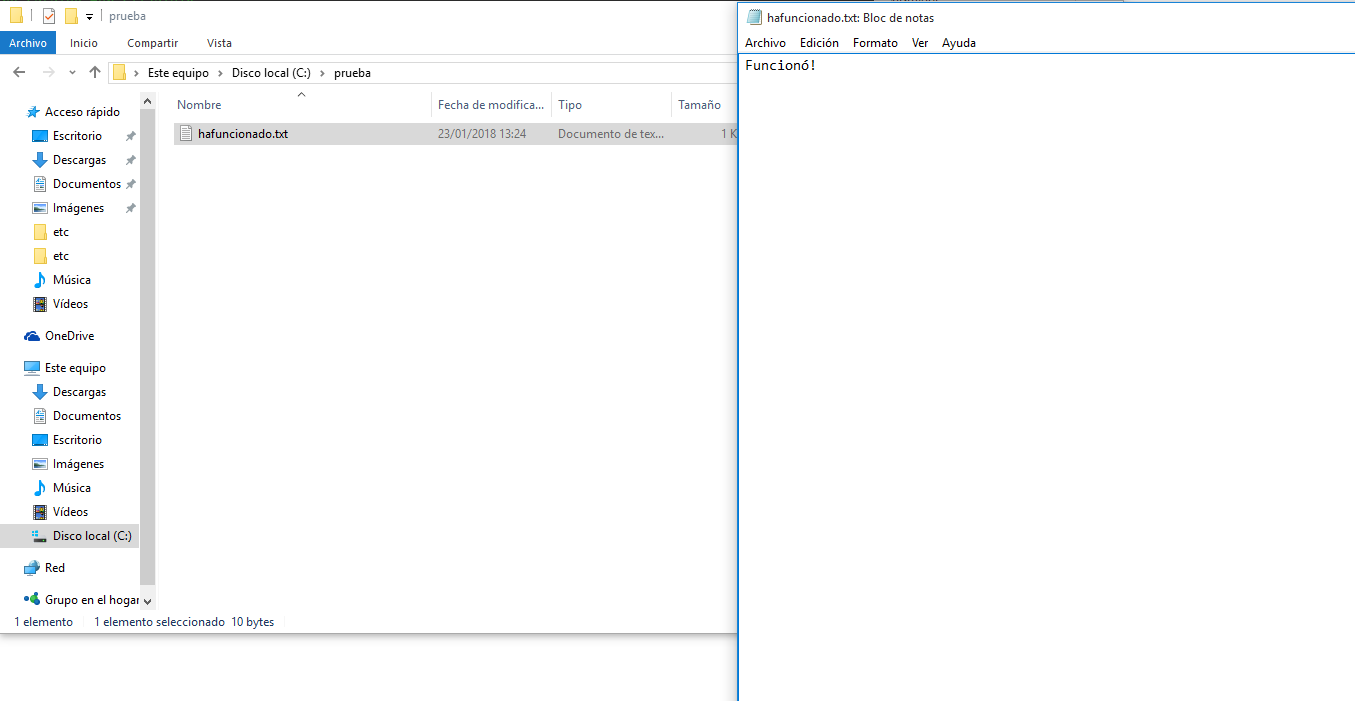 prueba
Archivo Inicio Compartir Vista
Este equipo Disco local (C:) prueba
Nombre Fecha de modifica... Tipo Tamaño
hafuncionado.txt 23/01/2018 13:24 Documento de tex... 1 K
Acceso rápido
Escritorio
Descargas
Documentos
Imágenes
etc
etc
Música
Vídeos
OneDrive
Este equipo
Descargas
Documentos
Escritorio
Imágenes
Música
Vídeos
Disco local (C:)
Red
Grupo en el hogar
1 elemento 1 elemento seleccionado 10 bytes
hafuncionado.txt: Bloc de notas
Archivo Edición Formato Ver Ayuda
Funcionó!